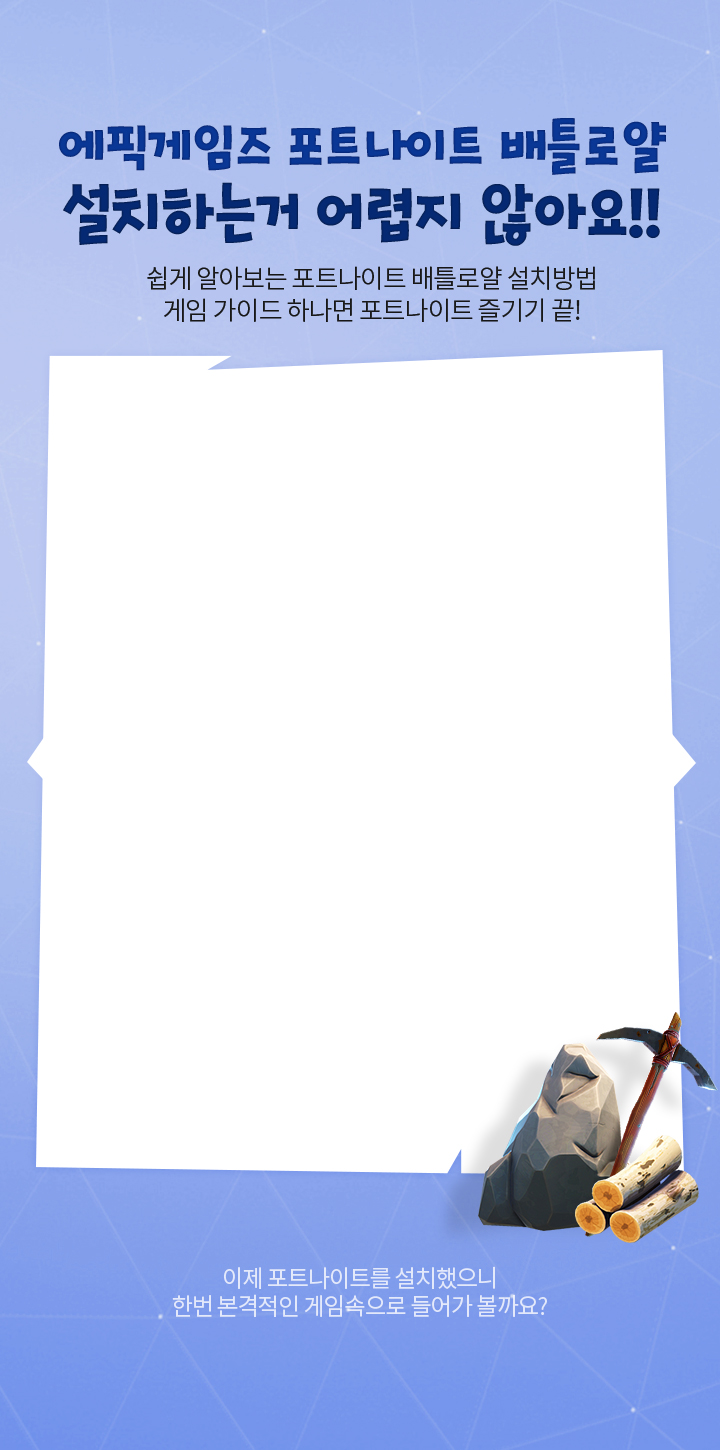 에픽게임즈 포트나이트 배틀로얄
설치하는거 어렵지 않아요!!
쉽게 알아보는 포트나이트 배틀로얄 설치방법
게임 가이드 하나면 포트나이트 즐기기 끝!
이제 포트나이트를 설치했으니
한번 본격적인 게임속으로 들어가 볼까요?